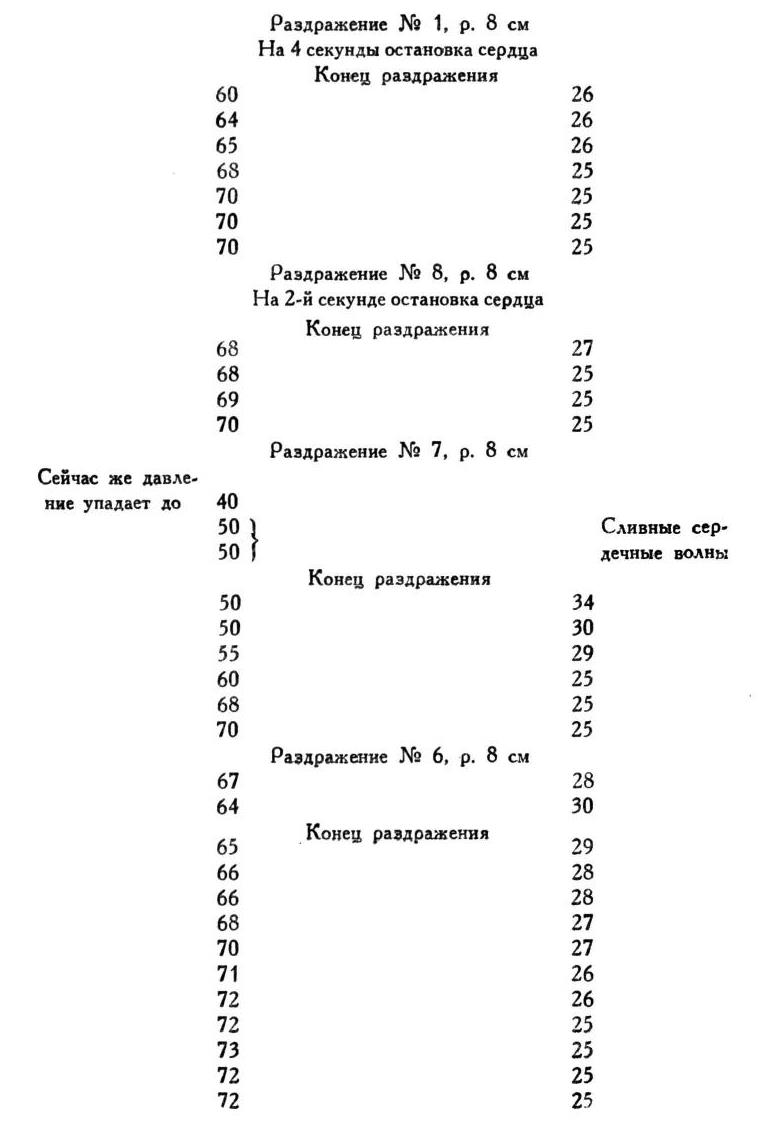 Раздражение № 1, р. 8 см
На 4 секунды остановка сердца
Конец раздражения
60 26
64 26
65 26
68 25
70 25
70 25
70 25
Раздражение № 8, р. 8 см
На 2-й секунде остановка сердца
Конец раздражения
68 27
68 25
69 25
70 25
Раздражение № 7, р. 8 см
Сейчас же давле-
ние упадает до 40
50 } Сливные сер-
50 дечные волны
Конец раздражения
50 34
50 30
55 29
60 25
68 25
70 25
Раздражение № 6, р. 8 см
67 28
64 30
Конец раздражения
65 29
66 28
66 28
68 27
70 27
71 26
72 26
72 25
73 25
72 25
72 25